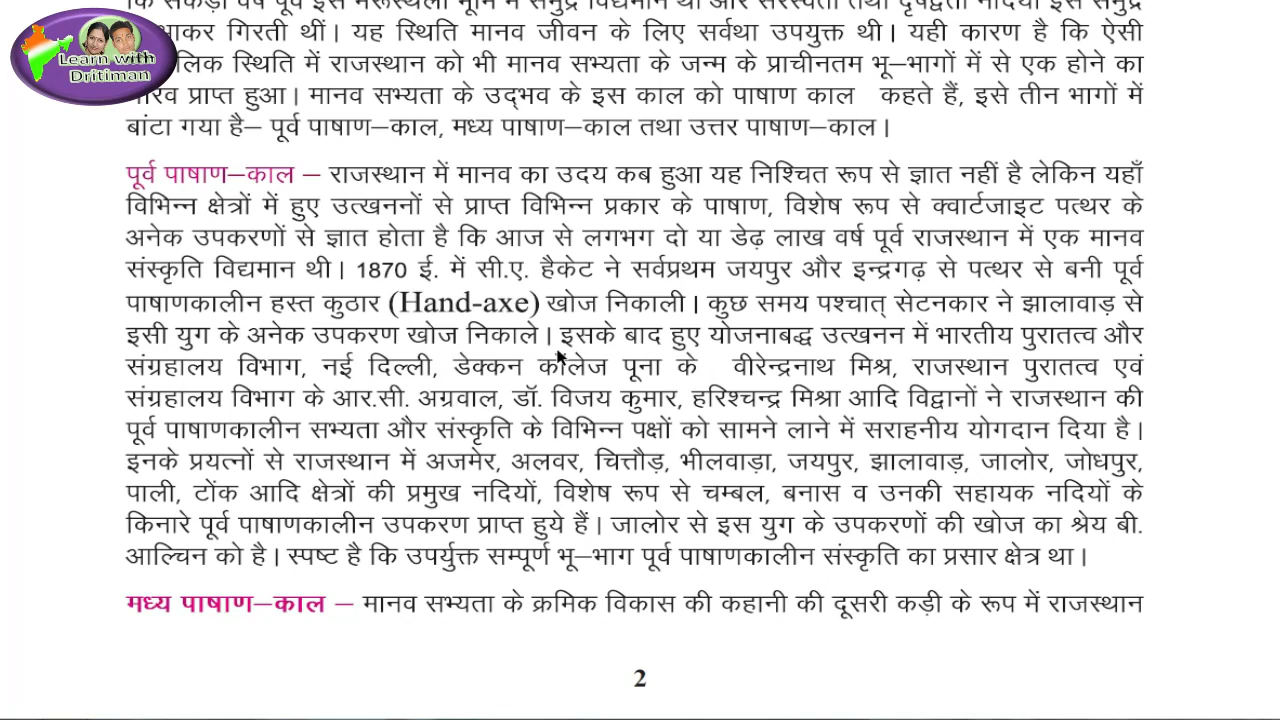 कि सैकड़ों वर्ष पूर्व इस मरूस्थली भूमि में समुद्र विद्यमान था और सरस्वती तथा दृषद्वती नदियाँ इस समुद्र
कर गिरती थीं। यह स्थिति मानव जीवन के लिए सर्वथा उपयुक्त थी। यही कारण है कि ऐसी
स्थिति में राजस्थान को भी मानव सभ्यता के जन्म के प्राचीनतम भू–भागों में से एक होने का
प्राप्त हुआ। मानव सभ्यता के उद्‌भव के इस काल को पाषाण काल कहते हैं, इसे तीन भागों में
बांटा गया है– पूर्व पाषाण–काल, मध्य पाषाण–काल तथा उत्तर पाषाण–काल।
पूर्व पाषाण–काल – राजस्थान में मानव का उदय कब हुआ यह निश्चित रूप से ज्ञात नहीं है लेकिन यहाँ
विभिन्न क्षेत्रों में हुए उत्खननों से प्राप्त विभिन्न प्रकार के पाषाण, विशेष रूप से क्वार्टजाइट पत्थर के
अनेक उपकरणों से ज्ञात होता है कि आज से लगभग दो या डेढ़ लाख वर्ष पूर्व राजस्थान में एक मानव
संस्कृति विद्यमान थी। 1870 ई. में सी.ए. हैकेट ने सर्वप्रथम जयपुर और इन्द्रगढ़ से पत्थर से बनी पूर्व
पाषाणकालीन हस्त कुठार (Hand-axe) खोज निकाली। कुछ समय पश्चात् सेटनकार ने झालावाड़ से
इसी युग के अनेक उपकरण खोज निकाले। इसके बाद हुए योजनाबद्ध उत्खनन में भारतीय पुरातत्व और
संग्रहालय विभाग, नई दिल्ली, डेक्कन कॉलेज पूना के वीरेन्द्रनाथ मिश्र, राजस्थान पुरातत्व एवं
संग्रहालय विभाग के आर.सी. अग्रवाल, डॉ. विजय कुमार, हरिश्चन्द्र मिश्रा आदि विद्वानों ने राजस्थान की
पूर्व पाषाणकालीन सभ्यता और संस्कृति के विभिन्न पक्षों को सामने लाने में सराहनीय योगदान दिया है।
इनके प्रयत्नों से राजस्थान में अजमेर, अलवर, चित्तौड़, भीलवाड़ा, जयपुर, झालावाड़, जालोर, जोधपुर,
पाली, टोंक आदि क्षेत्रों की प्रमुख नदियों, विशेष रूप से चम्बल, बनास व उनकी सहायक नदियों के
किनारे पूर्व पाषाणकालीन उपकरण प्राप्त हुये हैं। जालोर से इस युग के उपकरणों की खोज का श्रेय बी.
आल्चिन को है। स्पष्ट है कि उपर्युक्त सम्पूर्ण भू–भाग पूर्व पाषाणकालीन संस्कृति का प्रसार क्षेत्र था।
मध्य पाषाण–काल – मानव सभ्यता के क्रमिक विकास की कहानी की दूसरी कड़ी के रूप में राजस्थान
2
Learn with
Dritiman